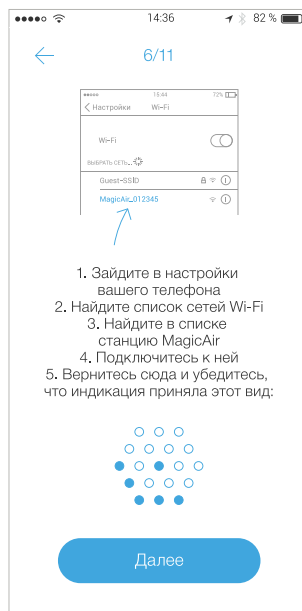 14:36 82 %
6/11
15:44 72%
Настройки Wi-Fi
Wi-Fi
ВЫБРАТЬ СЕТЬ...
Guest-SSID
MagicAir_012345
1. Зайдите в настройки
вашего телефона
2. Найдите список сетей Wi-Fi
3. Найдите в списке
станцию MagicAir
4. Подключитесь к ней
5. Вернитесь сюда и убедитесь,
что индикация приняла этот вид:
Далее